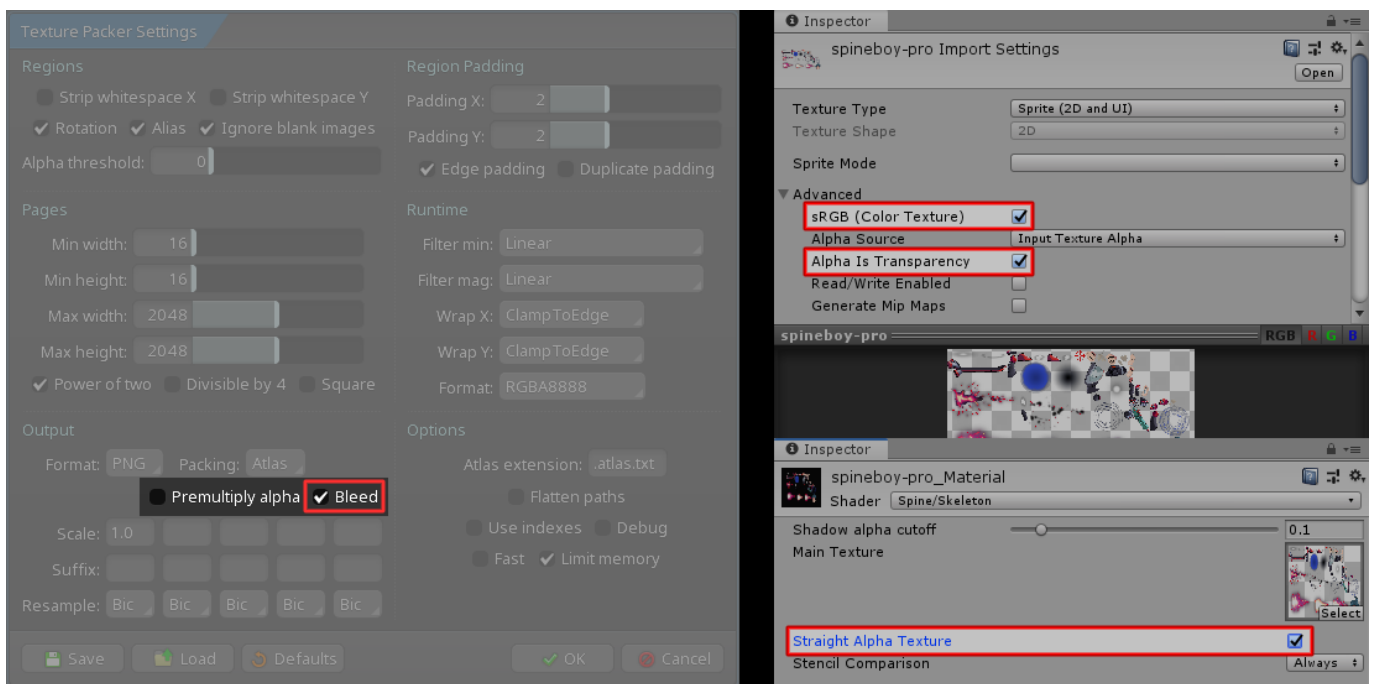 Texture Packer Settings
Regions
Strip whitespace X Strip whitespace Y
Rotation Alias Ignore blank images
Alpha threshold: 0
Region Padding
Padding X: 2
Padding Y: 2
Edge padding Duplicate padding
Pages
Min width: 16
Min height: 16
Max width: 2048
Max height: 2048
Power of two Divisible by 4 Square
Runtime
Filter min: Linear
Filter mag: Linear
Wrap X: ClampToEdge
Wrap Y: ClampToEdge
Format: RGBA8888
Output
Format: PNG Packing: Atlas
Premultiply alpha Bleed
Scale: 1.0
Suffix:
Resample: Bic Bic Bic Bic Bic
Options
Atlas extension: .atlas.txt
Flatten paths
Use indexes Debug
Fast Limit memory
Save Load Defaults OK Cancel
Inspector
spineboy-pro Import Settings
Open
Texture Type Sprite (2D and UI)
Texture Shape 2D
Sprite Mode
Advanced
sRGB (Color Texture)
Alpha Source Input Texture Alpha
Alpha Is Transparency
Read/Write Enabled
Generate Mip Maps
spineboy-pro RGB R G B
Inspector
spineboy-pro_Material
Shader Spine/Skeleton
Shadow alpha cutoff 0.1
Main Texture
Select
Straight Alpha Texture
Stencil Comparison Always